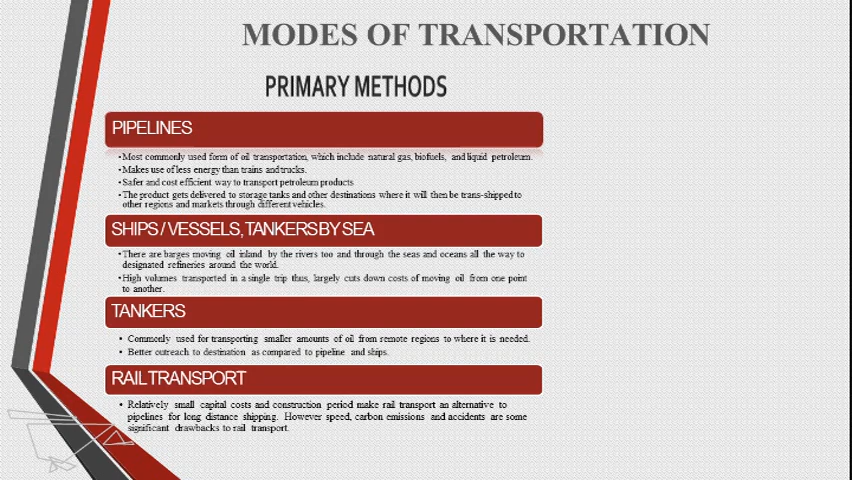 MODES OF TRANSPORTATION
PRIMARY METHODS
PIPELINES
•Most commonly used form of oil transportation, which include natural gas, biofuels, and liquid petroleum.
•Makes use of less energy than trains and trucks.
•Safer and cost efficient way to transport petroleum products
•The product gets delivered to storage tanks and other destinations where it will then be trans-shipped to
other regions and markets through different vehicles.
SHIPS / VESSELS, TANKERS BY SEA
•There are barges moving oil inland by the rivers too and through the seas and oceans all the way to
designated refineries around the world.
•High volumes transported in a single trip thus, largely cuts down costs of moving oil from one point
to another.
TANKERS
• Commonly used for transporting smaller amounts of oil from remote regions to where it is needed.
• Better outreach to destination as compared to pipeline and ships.
RAIL TRANSPORT
• Relatively small capital costs and construction period make rail transport an alternative to
pipelines for long distance shipping. However speed, carbon emissions and accidents are some
significant drawbacks to rail transport.